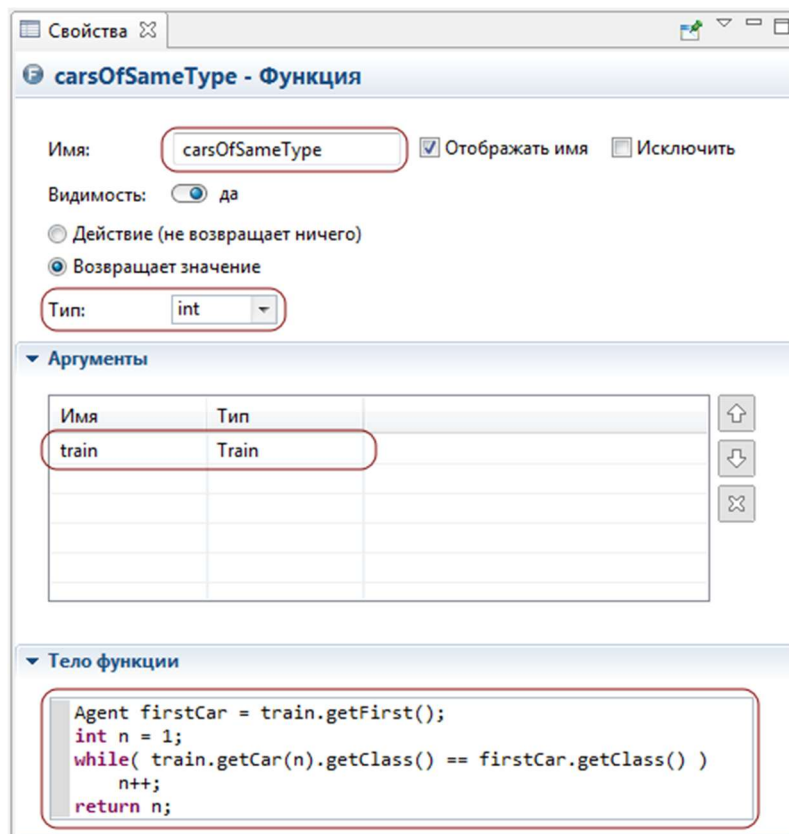 Свойства
carsOfSameType - Функция
Имя: carsOfSameType Отображать имя Исключить
Видимость: да
Действие (не возвращает ничего)
Возвращает значение
Тип: int
Аргументы
Имя Тип
train Train
Тело функции
Agent firstCar = train.getFirst();
int n = 1;
while( train.getCar(n).getClass() == firstCar.getClass() )
n++;
return n;